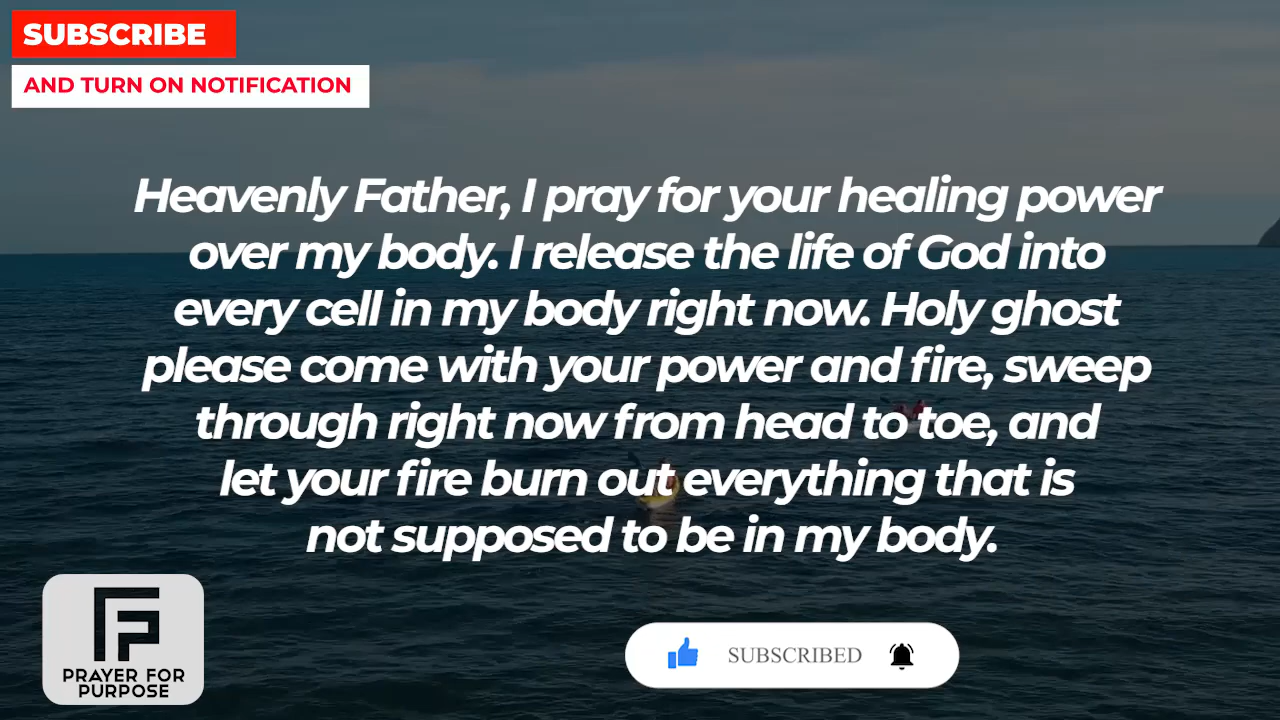 SUBSCRIBE
AND TURN ON NOTIFICATION
Heavenly Father, I pray for your healing power
over my body. I release the life of God into
every cell in my body right now. Holy ghost
please come with your power and fire, sweep
through right now from head to toe, and
let your fire burn out everything that is
not supposed to be in my body.
PRAYER FOR
PURPOSE
SUBSCRIBED